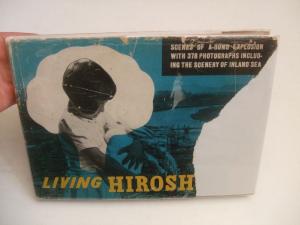 SCENES OF A-BOMB EXPLOSION
WITH 378 PHOTOGRAPHS INCLUD-
ING THE SCENERY OF INLAND SEA
LIVING HIROSH